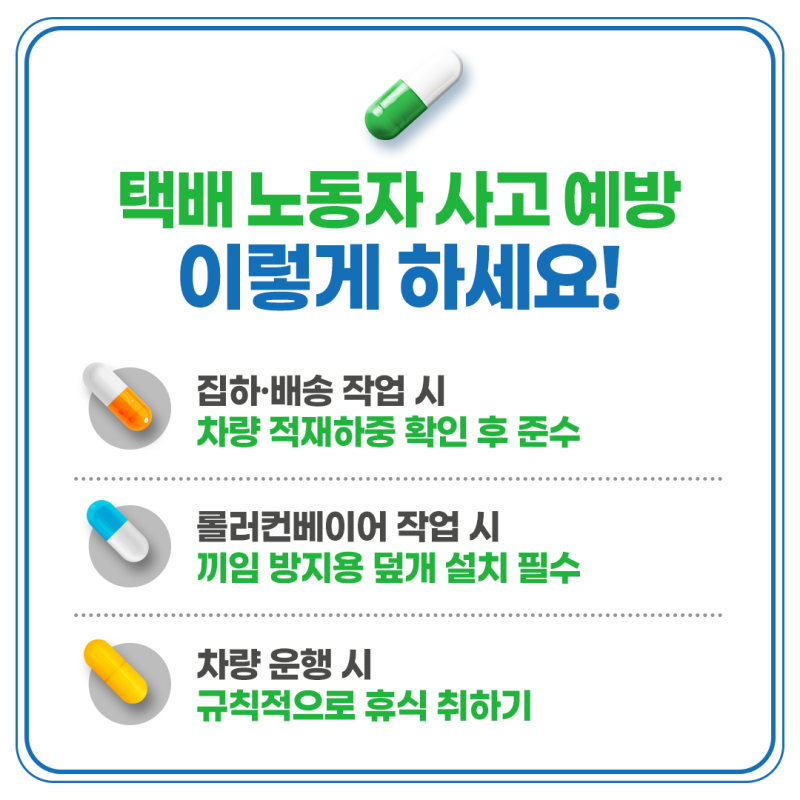 택배 노동자 사고 예방
이렇게 하세요!
집하·배송 작업 시
차량 적재하중 확인 후 준수
롤러컨베이어 작업 시
끼임 방지용 덮개 설치 필수
차량 운행 시
규칙적으로 휴식 취하기